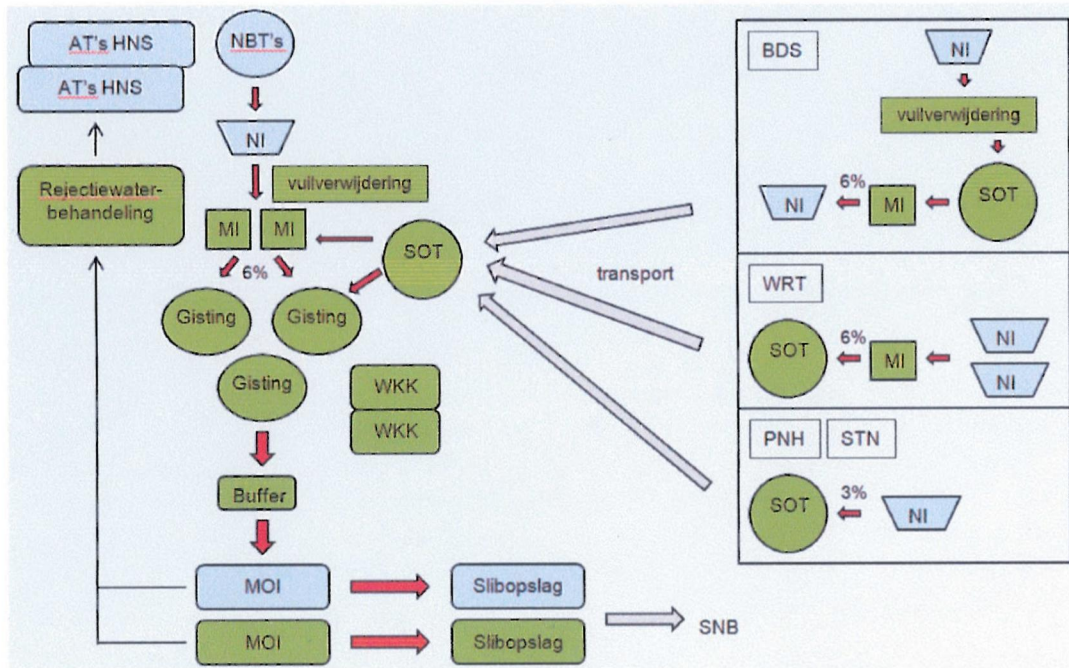 AT's HNS
AT's HNS
NBT's
NI
vuilverwijdering
Rejectiewater-
behandeling
MI
MI
SOT
6%
Gisting
Gisting
Gisting
WKK
WKK
Buffer
MOI
Slibopslag
MOI
Slibopslag
SNB
transport
BDS
NI
vuilverwijdering
SOT
6%
MI
NI
WRT
SOT
6%
MI
NI
NI
PNH
STN
SOT
3%
NI